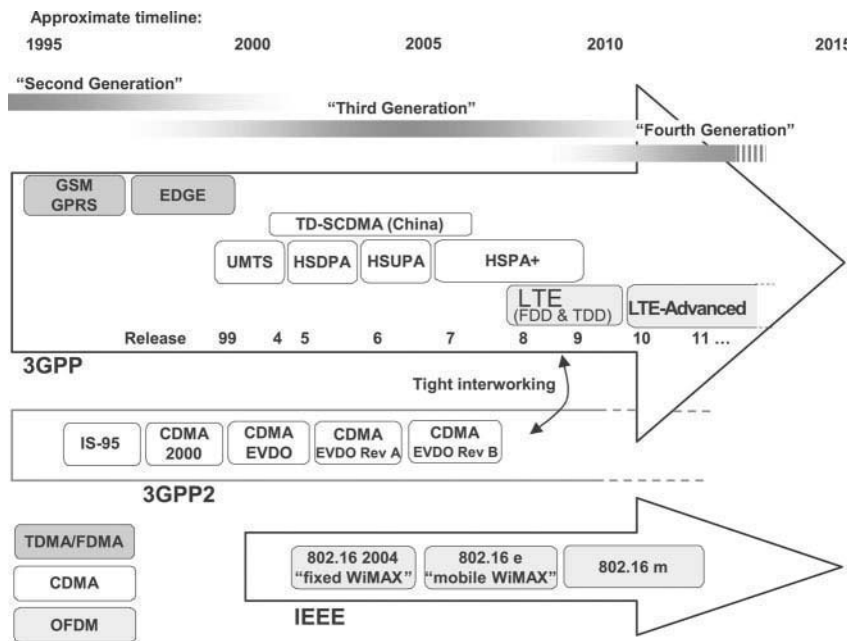 Approximate timeline:
1995 2000 2005 2010 2015
“Second Generation”
“Third Generation”
“Fourth Generation”
GSM
GPRS
EDGE
TD-SCDMA (China)
UMTS
HSDPA
HSUPA
HSPA+
LTE
(FDD & TDD)
LTE-Advanced
Release 99 4 5 6 7 8 9 10 11 ...
3GPP
Tight interworking
IS-95
CDMA
2000
CDMA
EVDO
CDMA
EVDO Rev A
CDMA
EVDO Rev B
3GPP2
TDMA/FDMA
CDMA
OFDM
802.16 2004
“fixed WiMAX”
802.16 e
“mobile WiMAX”
802.16 m
IEEE